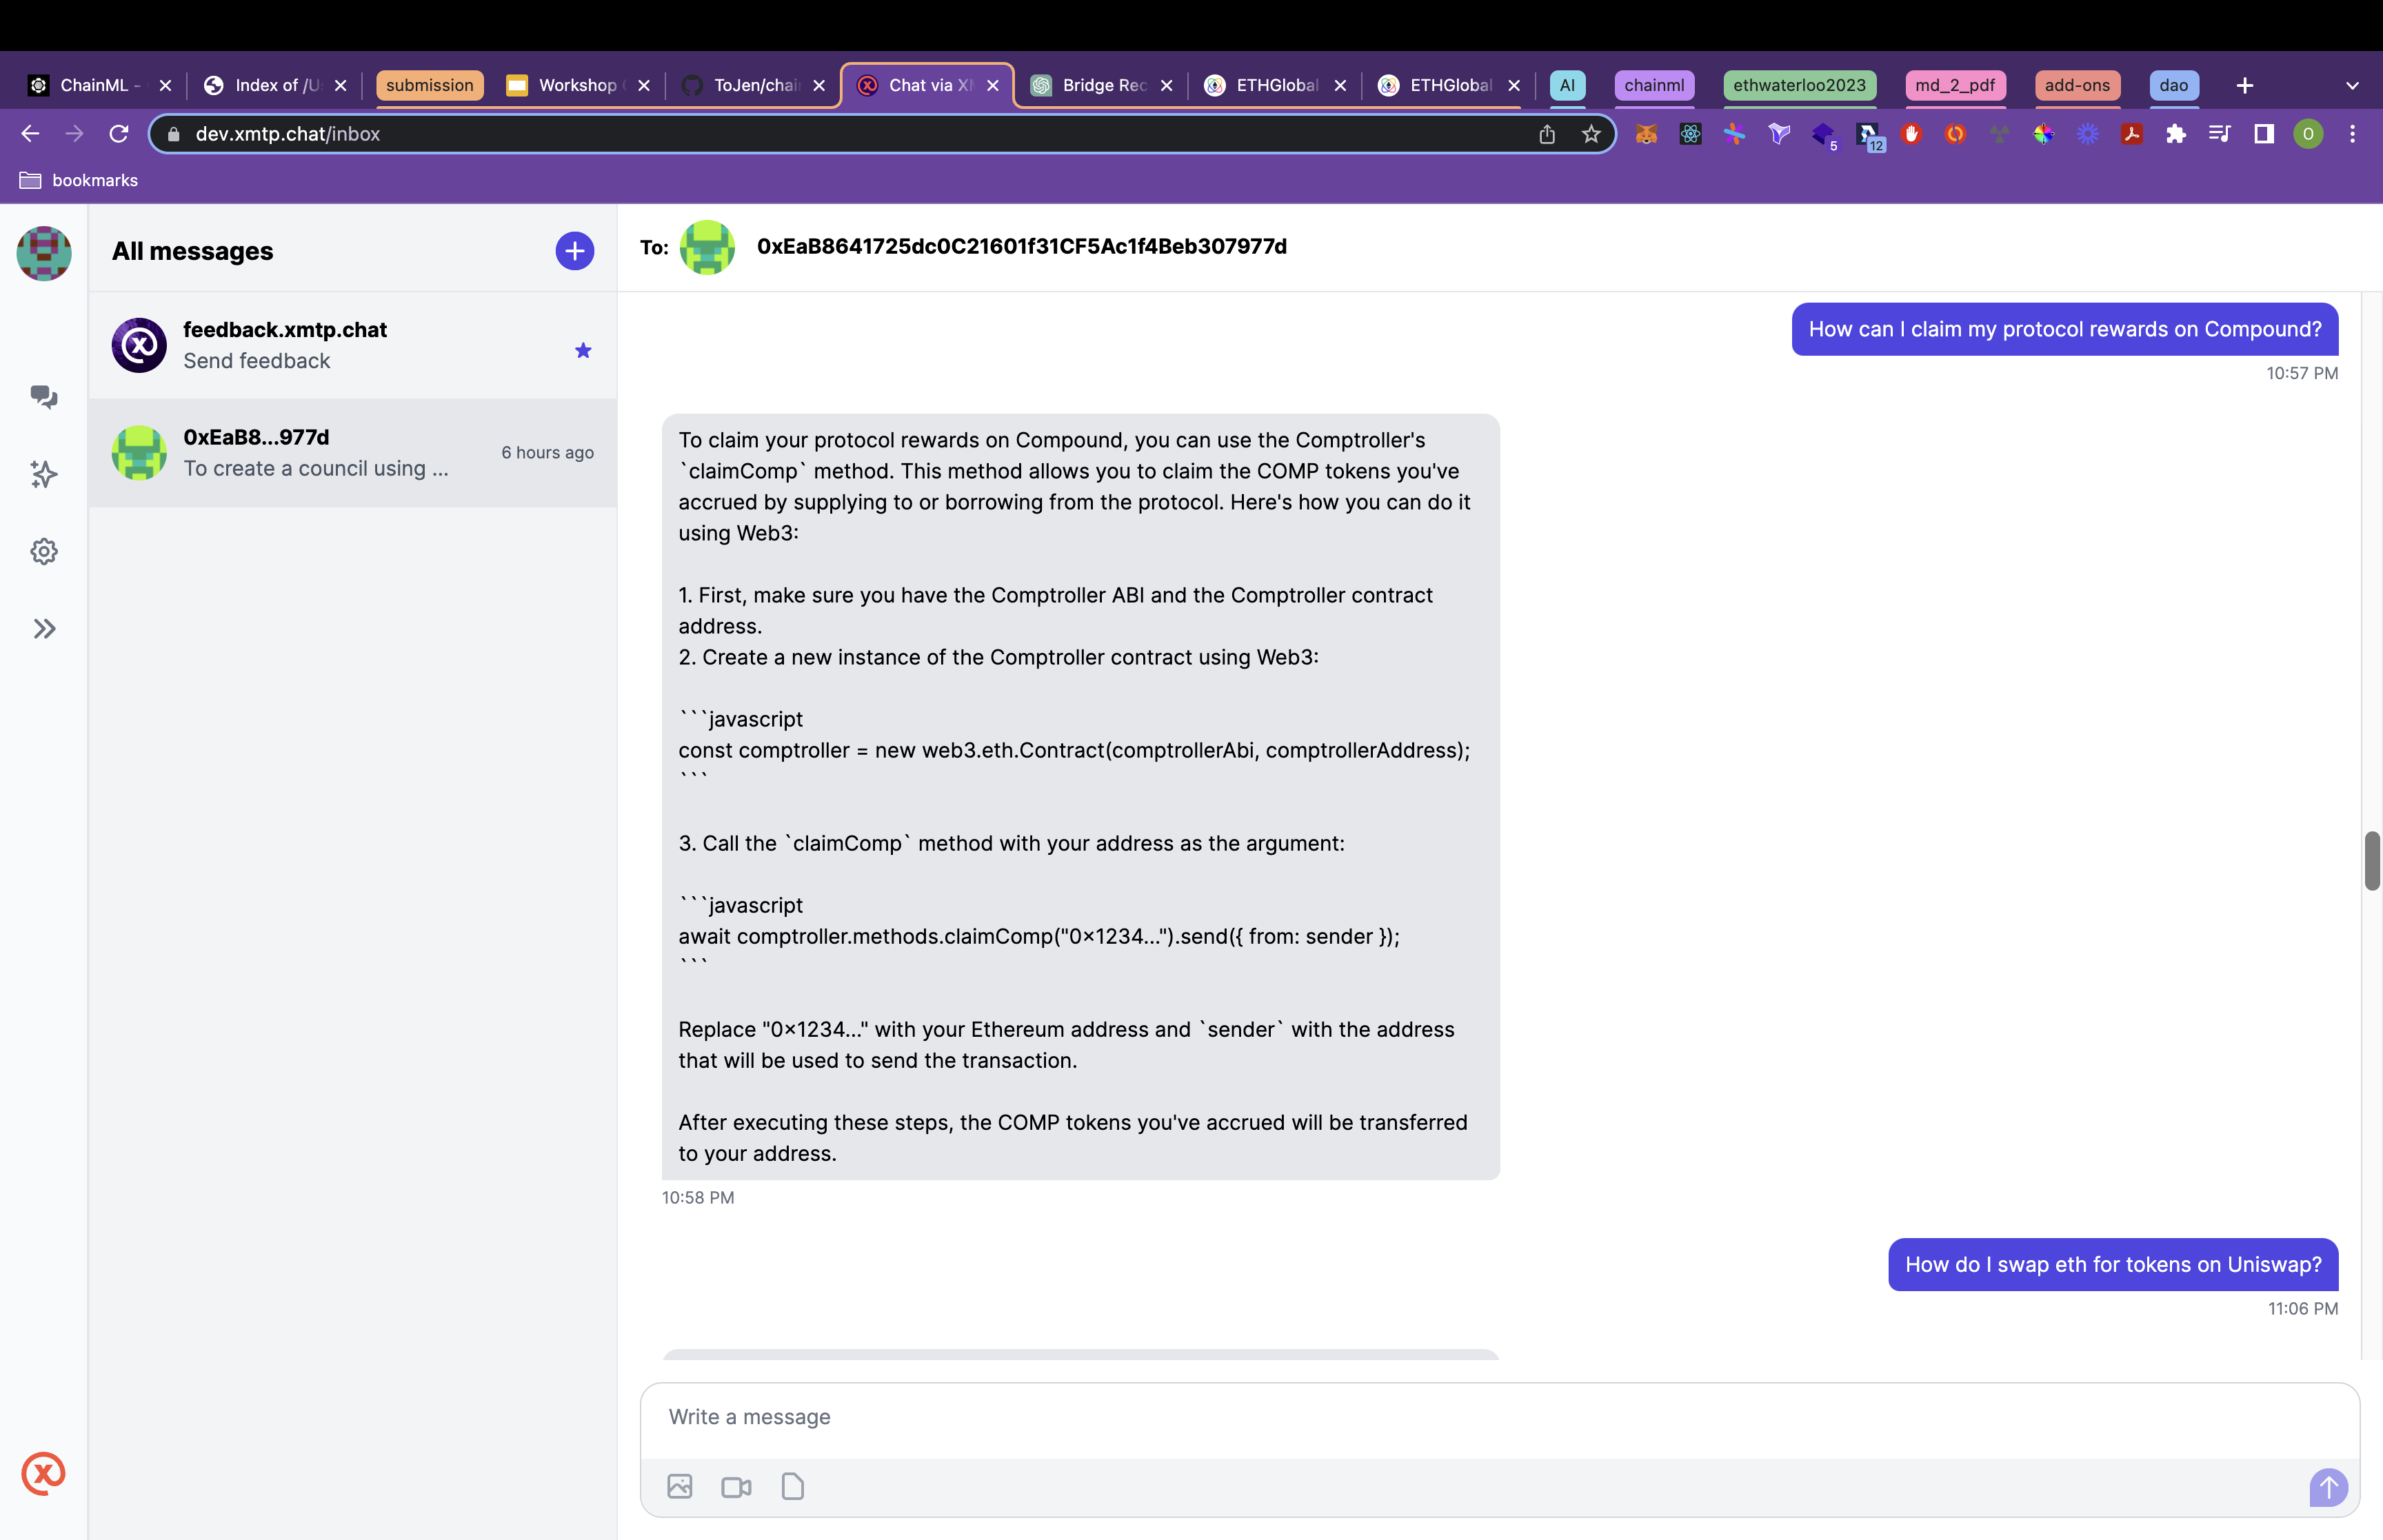 ChainML -
Index of /U
submission
Workshop
ToJen/chai
Chat via XM
Bridge Rec
ETHGlobal
ETHGlobal
AI
chainml
ethwaterloo2023
md_2_pdf
add-ons
dao
dev.xmtp.chat/inbox
5
12
O
bookmarks
All messages
feedback.xmtp.chat
Send feedback
0xEaB8...977d
6 hours ago
To create a council using ...
To:
0xEaB8641725dc0C21601f31CF5Ac1f4Beb307977d
How can I claim my protocol rewards on Compound?
10:57 PM
To claim your protocol rewards on Compound, you can use the Comptroller's
`claimComp` method. This method allows you to claim the COMP tokens you've
accrued by supplying to or borrowing from the protocol. Here's how you can do it
using Web3:
1. First, make sure you have the Comptroller ABI and the Comptroller contract
address.
2. Create a new instance of the Comptroller contract using Web3:
```javascript
const comptroller = new web3.eth.Contract(comptrollerAbi, comptrollerAddress);
```
3. Call the `claimComp` method with your address as the argument:
```javascript
await comptroller.methods.claimComp("0x1234...").send({ from: sender });
```
Replace "0x1234..." with your Ethereum address and `sender` with the address
that will be used to send the transaction.
After executing these steps, the COMP tokens you've accrued will be transferred
to your address.
10:58 PM
How do I swap eth for tokens on Uniswap?
11:06 PM
Write a message